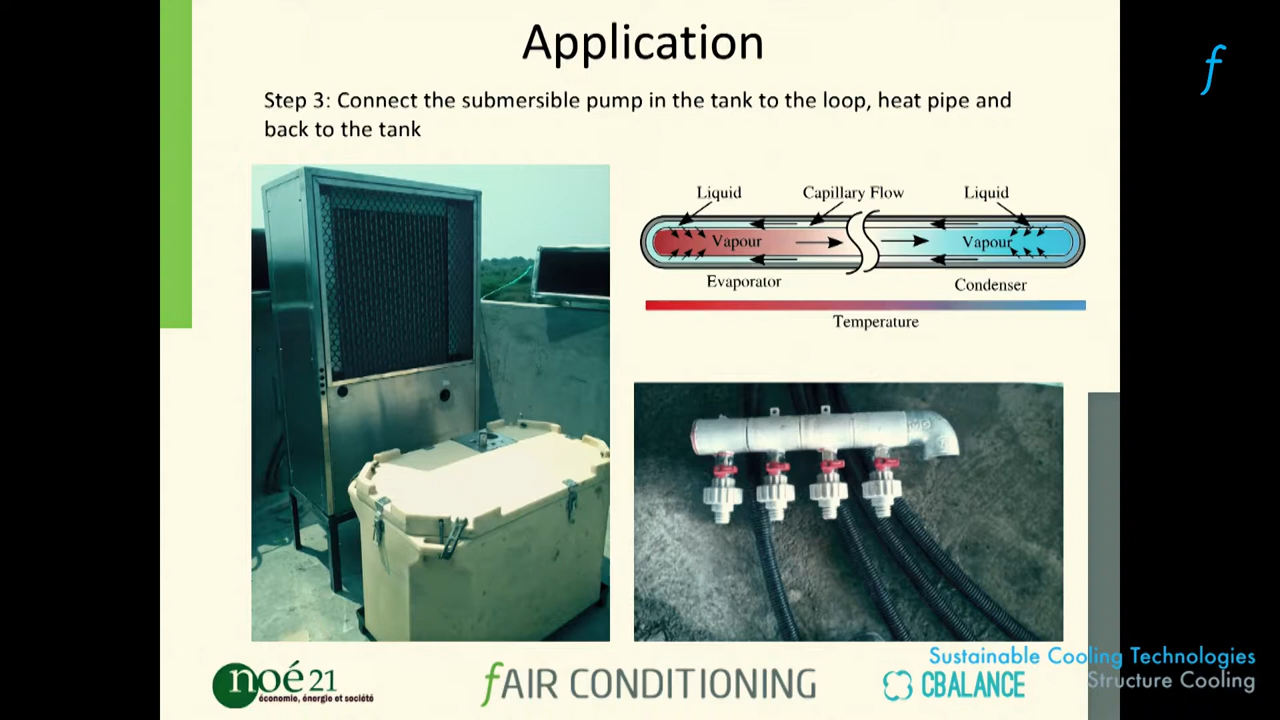 Application
f
Step 3: Connect the submersible pump in the tank to the loop, heat pipe and
back to the tank
Liquid
Capillary Flow
Liquid
Vapour
Vapour
Evaporator
Condenser
Temperature
noé21
économie, énergie et société
fAIR CONDITIONING
CBALANCE
Sustainable Cooling Technologies
Structure Cooling